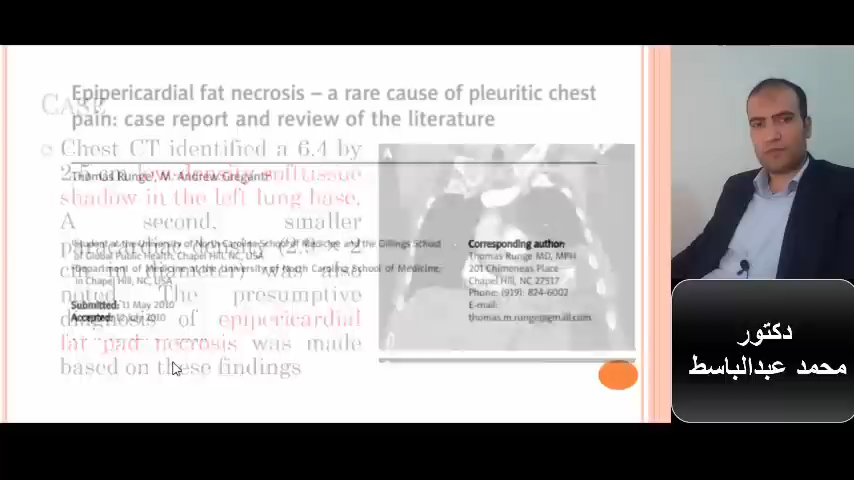 Epipericardial fat necrosis – a rare cause of pleuritic chest
pain: case report and review of the literature
CASE
Chest CT identified a 6.4 by
soft tissue
shadow in the left lung base.
A second, smaller
was also
noted. The presumptive
diagnosis of epipericardial
fat pad necrosis was made
based on these findings
Thomas Runge, M. Andrew Greganti
Student at the University of North Carolina School of Medicine and the Gillings School
of Global Public Health, Chapel Hill, NC, USA
Department of Medicine at the University of North Carolina School of Medicine,
in Chapel Hill, NC, USA
Submitted: 11 May 2010
Accepted: 12 July 2010
Corresponding author:
Thomas Runge MD, MPH
201 Chimeneas Place
Chapel Hill, NC 27517
Phone: (919) 824-6002
E-mail:
thomas.m.runge@gmail.com
دكتور
محمد عبدالباسط